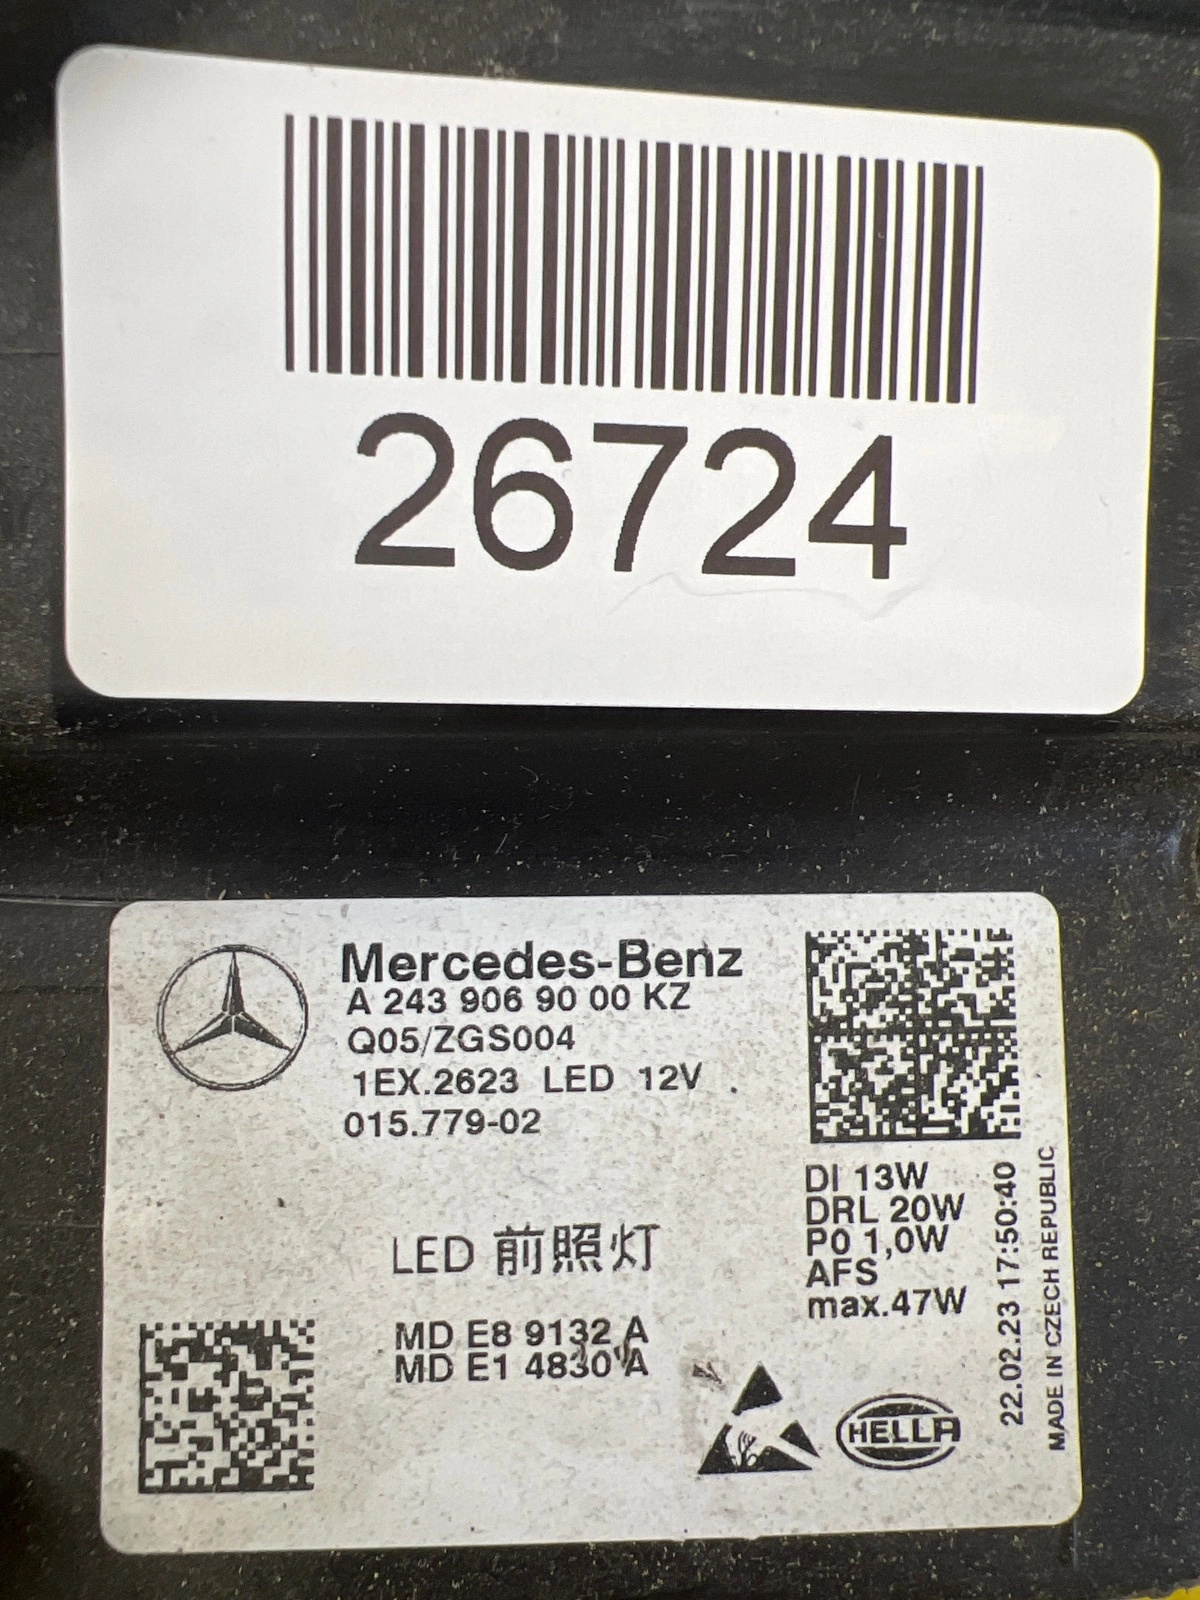 26724
Mercedes-Benz
A 243 906 90 00 KZ
Q05/ZGS004
1EX.2623 LED 12V
015.779-02
LED 前照灯
MD E8 9132 A
MD E1 4830 A
DI 13W
DRL 20W
PO 1,0W
AFS
max.47W
HELLA
22.02.23 17:50:40
MADE IN CZECH REPUBLIC